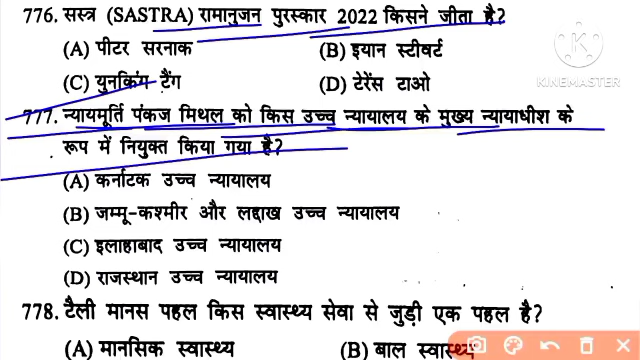 776. सस्त्र (SASTRA) रामानुजन पुरस्कार 2022 किसने जीता है?
(A) पीटर सरनाक (B) इयान स्टीवर्ट
(C) युनकिंग टैंग (D) टेरेंस टाओ
KINEMASTER
777. न्यायमूर्ति पंकज मिथल को किस उच्च न्यायालय के मुख्य न्यायाधीश के
रूप में नियुक्त किया गया है?
(A) कर्नाटक उच्च न्यायालय
(B) जम्मू-कश्मीर और लद्दाख उच्च न्यायालय
(C) इलाहाबाद उच्च न्यायालय
(D) राजस्थान उच्च न्यायालय
778. टैली मानस पहल किस स्वास्थ्य सेवा से जुड़ी एक पहल है?
(A) मानसिक स्वास्थ्य (B) बाल स्वास्थ्य